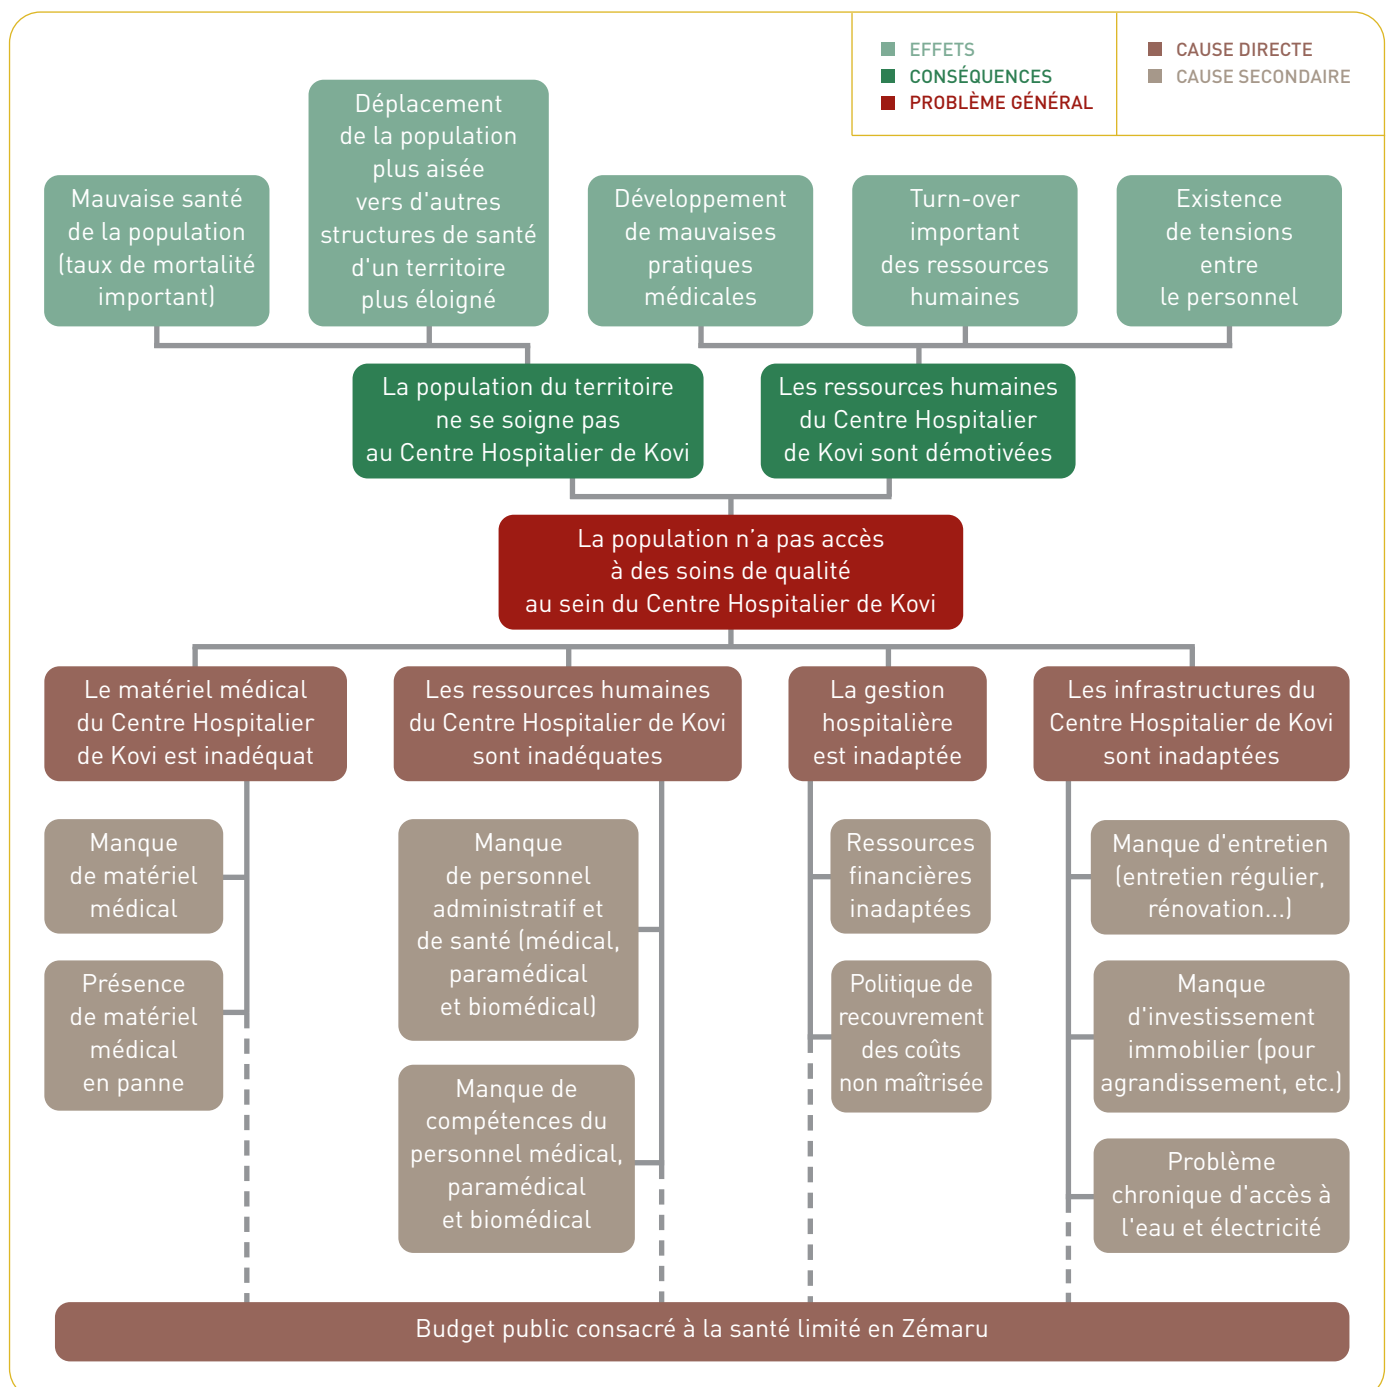 EFFETS
CONSÉQUENCES
PROBLÈME GÉNÉRAL
CAUSE DIRECTE
CAUSE SECONDAIRE
Mauvaise santé
de la population
(taux de mortalité
important)
Déplacement
de la population
plus aisée
vers d'autres
structures de santé
d'un territoire
plus éloigné
Développement
de mauvaises
pratiques
médicales
Turn-over
important
des ressources
humaines
Existence
de tensions
entre
le personnel
La population du territoire
ne se soigne pas
au Centre Hospitalier de Kovi
Les ressources humaines
du Centre Hospitalier
de Kovi sont démotivées
La population n’a pas accès
à des soins de qualité
au sein du Centre Hospitalier de Kovi
Le matériel médical
du Centre Hospitalier
de Kovi est inadéquat
Les ressources humaines
du Centre Hospitalier de Kovi
sont inadéquates
La gestion
hospitalière
est inadaptée
Les infrastructures du
Centre Hospitalier de Kovi
sont inadaptées
Manque
de matériel
médical
Présence
de matériel
médical
en panne
Manque
de personnel
administratif et
de santé (médical,
paramédical
et biomédical)
Manque de
compétences du
personnel médical,
paramédical
et biomédical
Ressources
financières
inadaptées
Politique de
recouvrement
des coûts
non maîtrisée
Manque d'entretien
(entretien régulier,
rénovation...)
Manque
d'investissement
immobilier (pour
agrandissement, etc.)
Problème
chronique d'accès à
l'eau et électricité
Budget public consacré à la santé limité en Zémaru